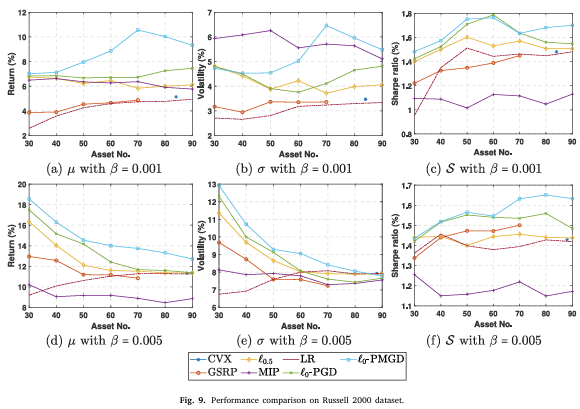 12
10
8
6
4
2
Return (%)
30 40 50 60 70 80 90
Asset No.
(a) μ with β = 0.001
7
6
5
4
3
2
Volatility (%)
30 40 50 60 70 80 90
Asset No.
(b) σ with β = 0.001
1.8
1.6
1.4
1.2
1
0.8
Sharpe ratio (%)
30 40 50 60 70 80 90
Asset No.
(c) 𝒮 with β = 0.001
20
18
16
14
12
10
8
Return (%)
30 40 50 60 70 80 90
Asset No.
(d) μ with β = 0.005
13
12
11
10
9
8
7
6
Volatility (%)
30 40 50 60 70 80 90
Asset No.
(e) σ with β = 0.005
1.7
1.6
1.5
1.4
1.3
1.2
1.1
Sharpe ratio (%)
30 40 50 60 70 80 90
Asset No.
(f) 𝒮 with β = 0.005
CVX ℓ0.5 LR ℓ0-PMGD
GSRP MIP ℓ0-PGD
Fig. 9. Performance comparison on Russell 2000 dataset.